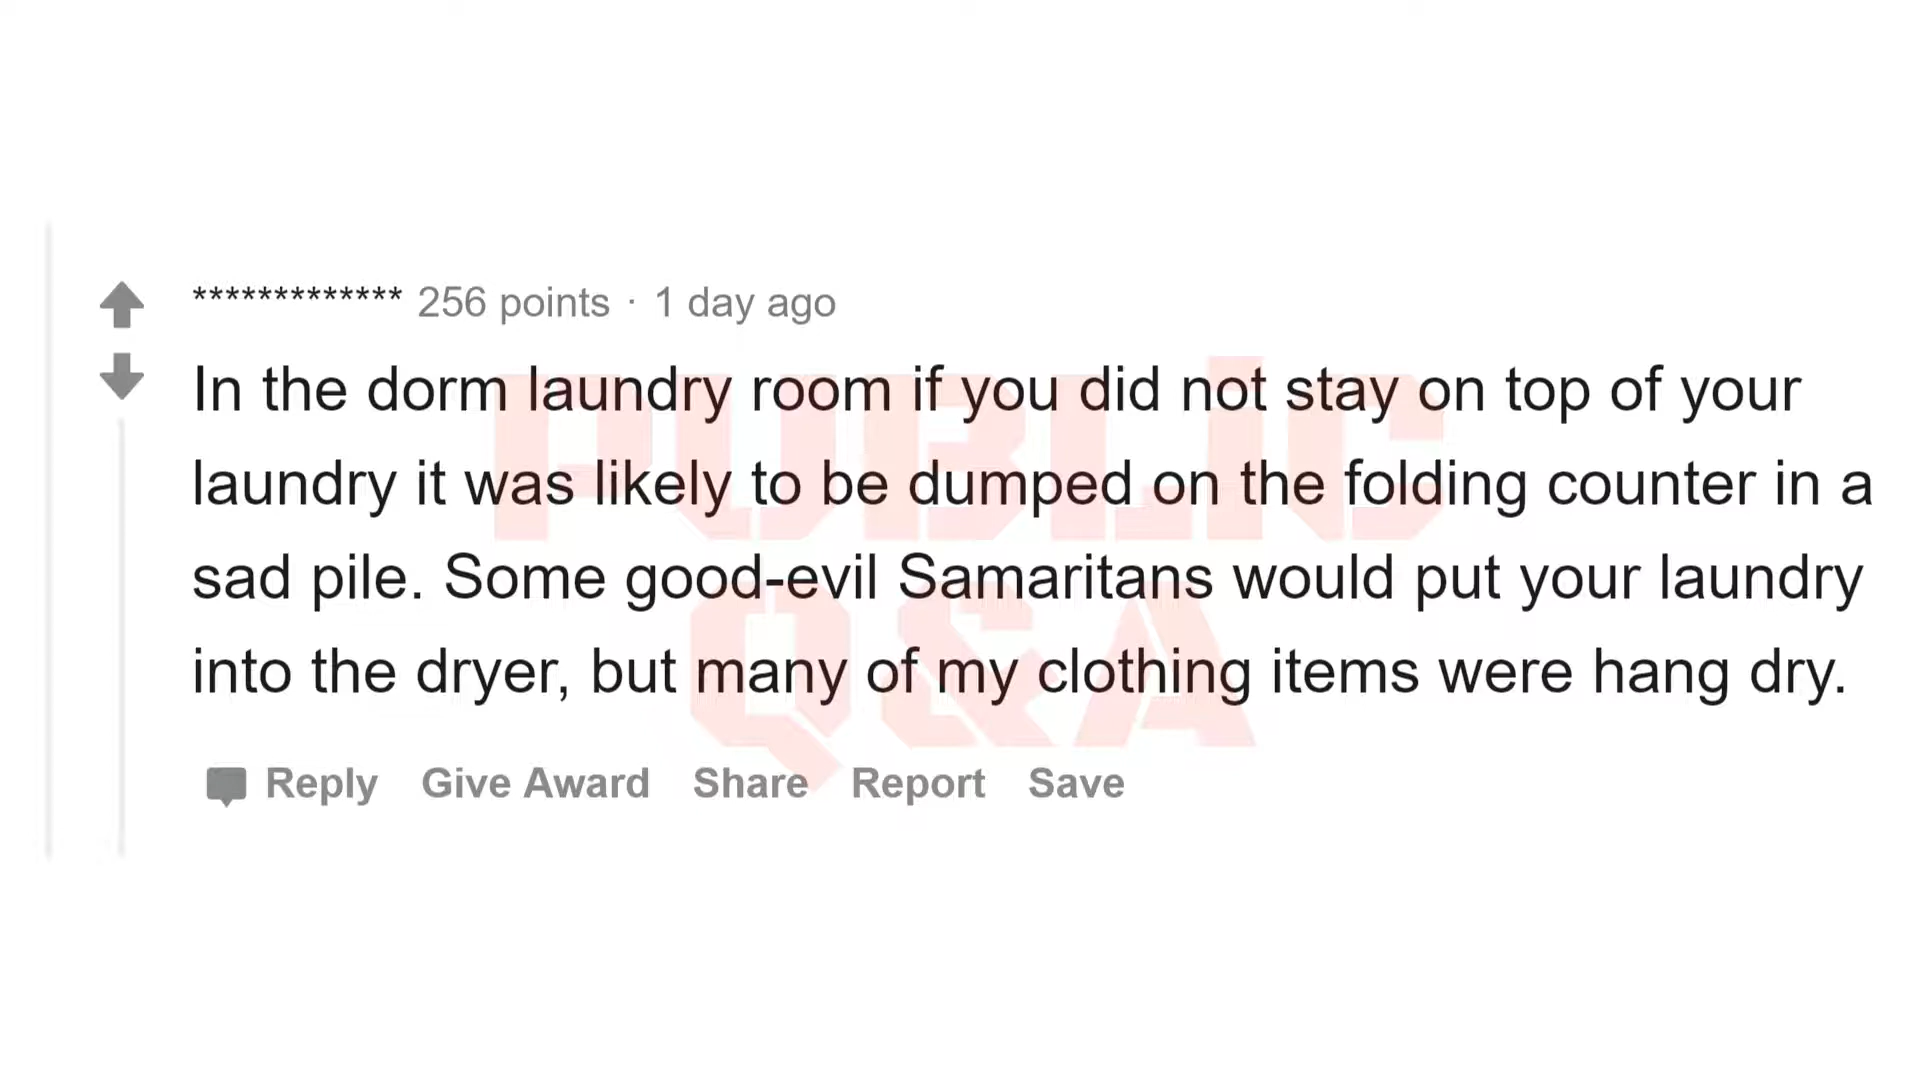 ************* 256 points · 1 day ago
In the dorm laundry room if you did not stay on top of your
laundry it was likely to be dumped on the folding counter in a
sad pile. Some good-evil Samaritans would put your laundry
into the dryer, but many of my clothing items were hang dry.
PUBLIC
Q&A
Reply Give Award Share Report Save